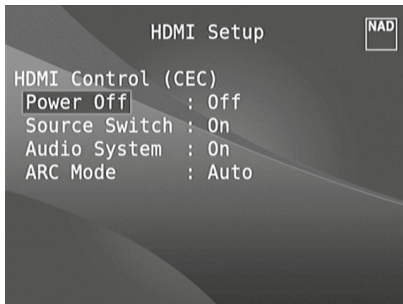 HDMI Setup
NAD
HDMI Control (CEC)
Power Off : Off
Source Switch : On
Audio System : On
ARC Mode : Auto